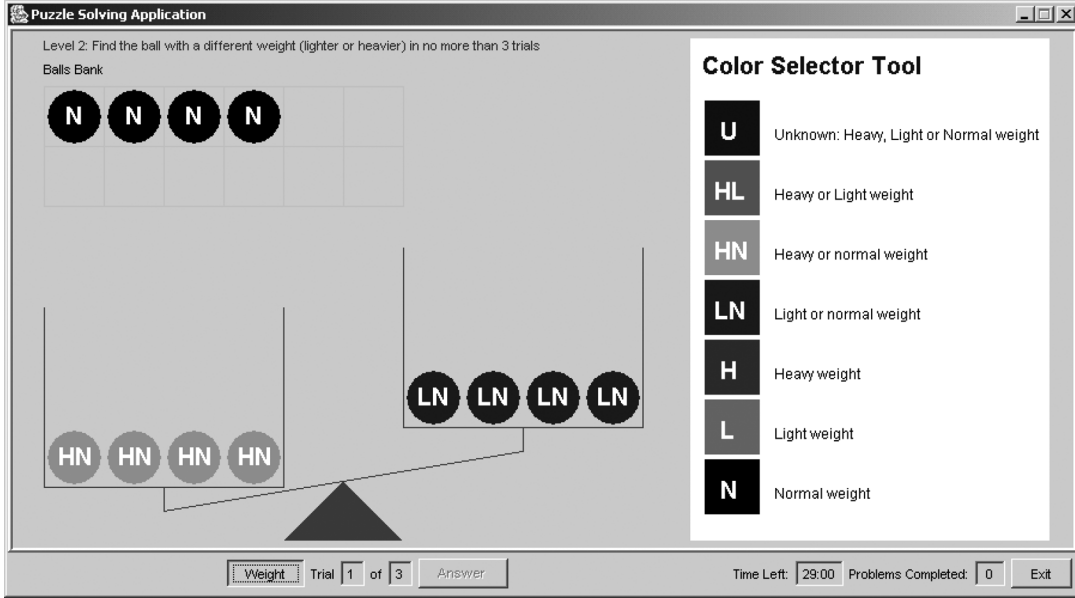 Puzzle Solving Application
Level 2: Find the ball with a different weight (lighter or heavier) in no more than 3 trials
Balls Bank
N N N N
HN HN HN HN
LN LN LN LN
Color Selector Tool
U Unknown: Heavy, Light or Normal weight
HL Heavy or Light weight
HN Heavy or normal weight
LN Light or normal weight
H Heavy weight
L Light weight
N Normal weight
Weight Trial 1 of 3 Answer Time Left: 29:00 Problems Completed: 0 Exit